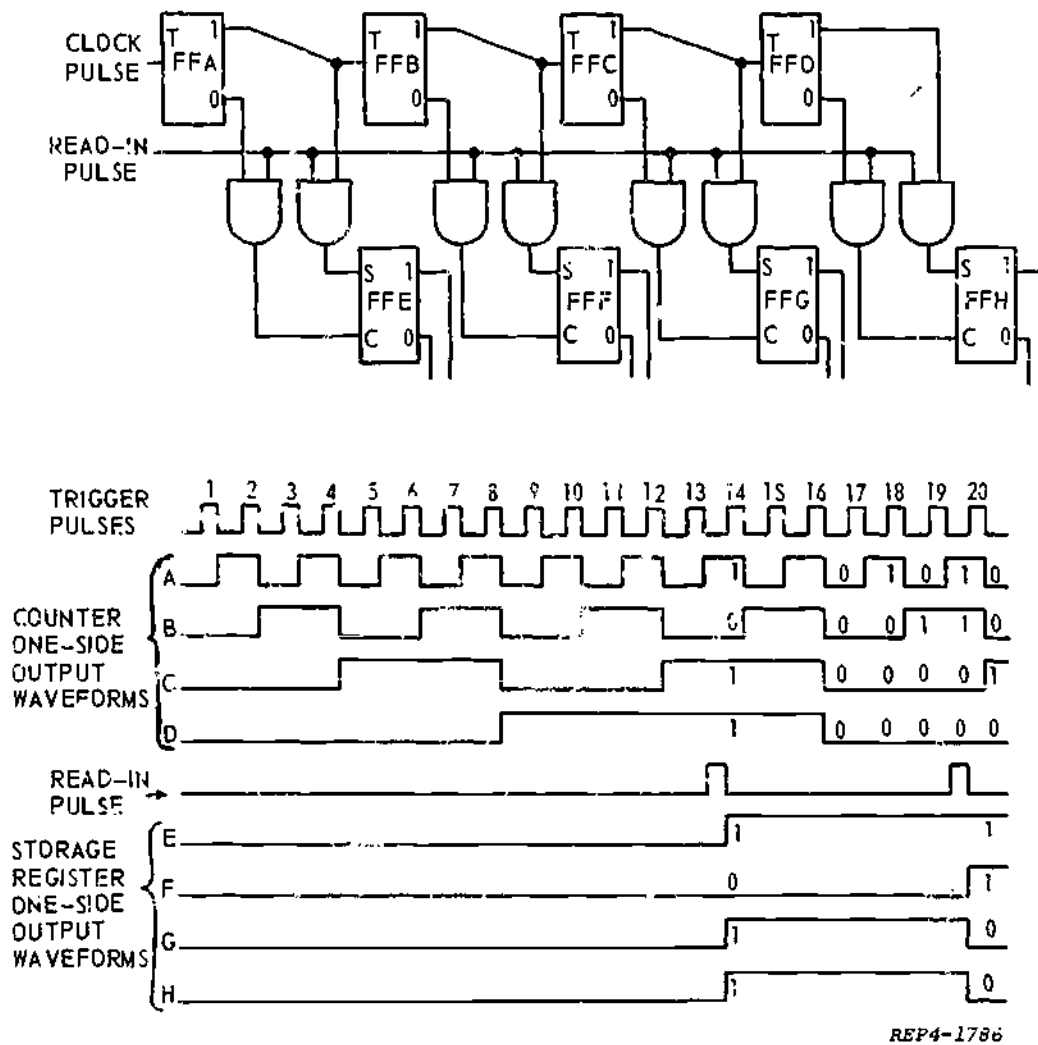 CLOCK
PULSE
T 1
FFA
0
T 1
FFB
0
T 1
FFC
0
T 1
FFD
0
READ-IN
PULSE
S 1
FFE
C 0
S 1
FFF
C 0
S 1
FFG
C 0
S 1
FFH
C 0
TRIGGER
PULSES
1 2 3 4 5 6 7 8 9 10 11 12 13 14 15 16 17 18 19 20
COUNTER
ONE-SIDE
OUTPUT
WAVEFORMS
A 1 0 1 0 1 0
B 0 0 0 1 1 0
C 1 0 0 0 0 1
D 1 0 0 0 0 0
READ-IN
PULSE
STORAGE
REGISTER
ONE-SIDE
OUTPUT
WAVEFORMS
E 1 1
F 0 1
G 1 0
H 1 0
REP4-1786